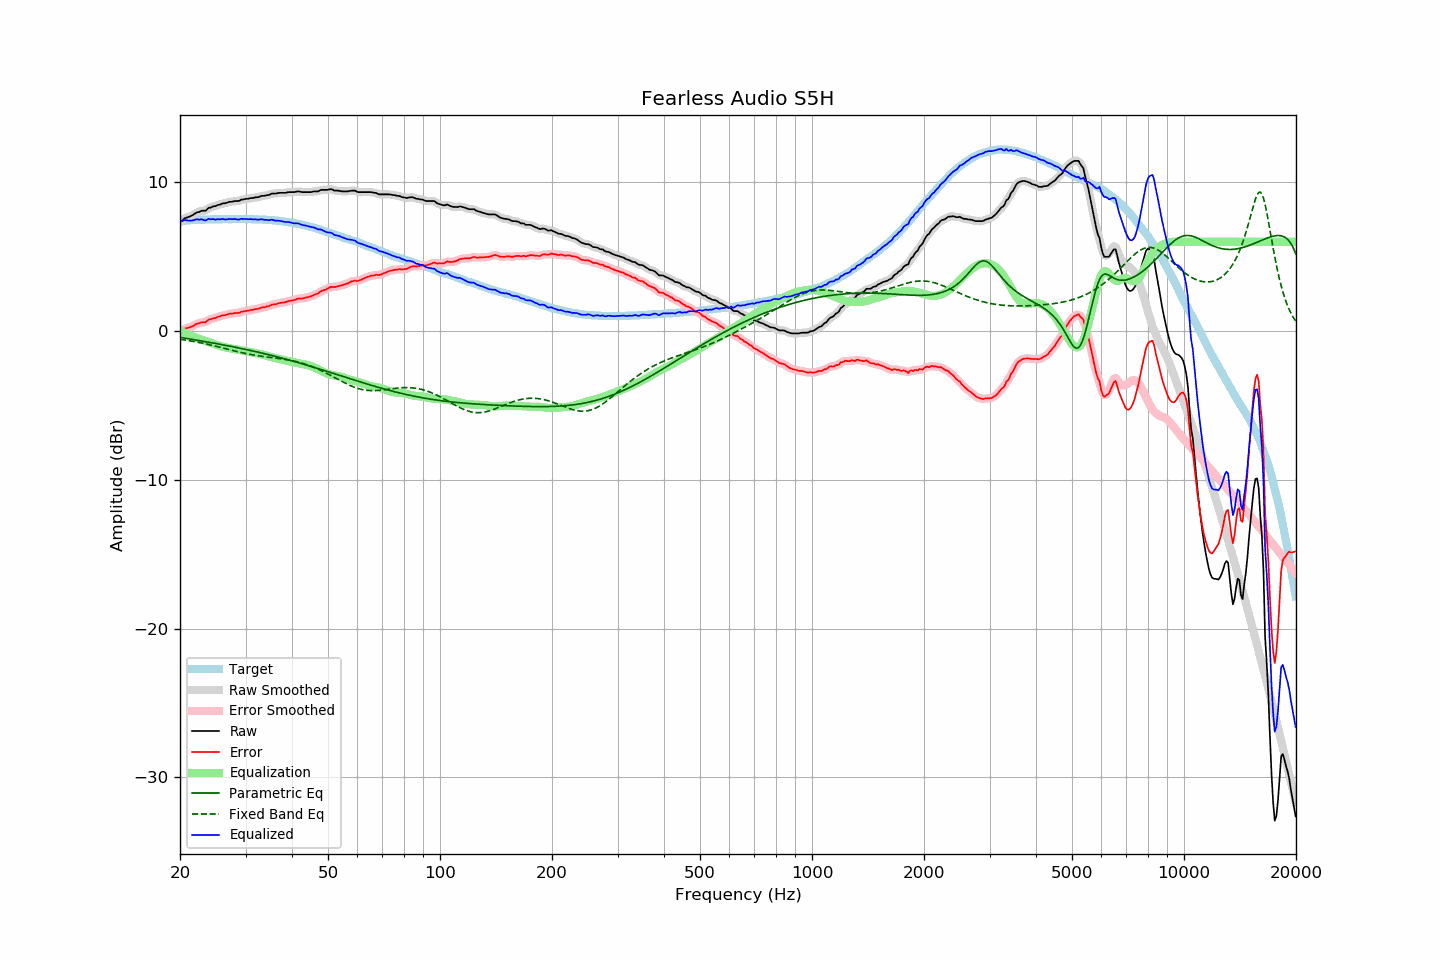 Fearless Audio S5H
Amplitude (dBr)
10
0
−10
−20
−30
Target
Raw Smoothed
Error Smoothed
Raw
Error
Equalization
Parametric Eq
Fixed Band Eq
Equalized
20 50 100 200 500 1000 2000 5000 10000 20000
Frequency (Hz)